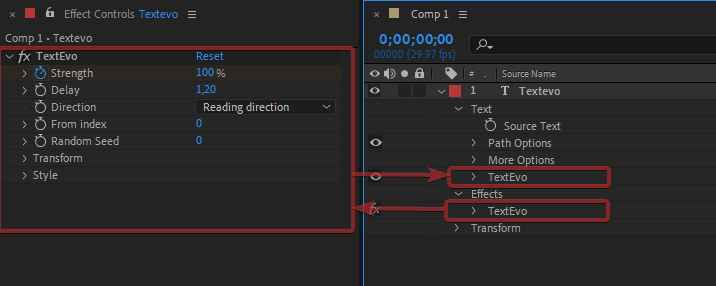 Effect Controls Textevo
Comp 1 • Textevo
fx TextEvo Reset
Strength 100 %
Delay 1,20
Direction Reading direction
From index 0
Random Seed 0
Transform
Style
Comp 1
0;00;00;00
00000 (29.97 fps)
# . Source Name
1 T Textevo
Text
Source Text
Path Options
More Options
TextEvo
Effects
fx TextEvo
Transform